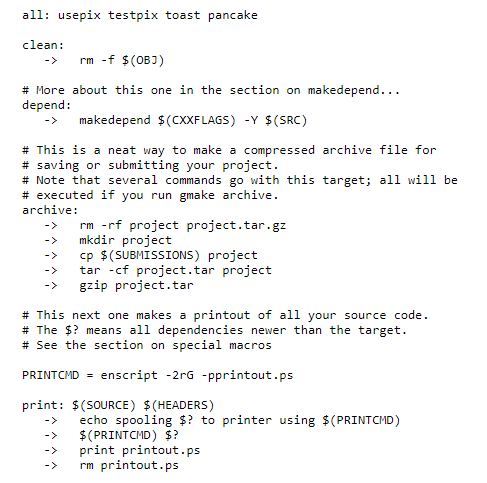 all: usepix testpix toast pancake
clean:
-> rm -f $(OBJ)
# More about this one in the section on makedepend...
depend:
-> makedepend $(CXXFLAGS) -Y $(SRC)
# This is a neat way to make a compressed archive file for
# saving or submitting your project.
# Note that several commands go with this target; all will be
# executed if you run gmake archive.
archive:
-> rm -rf project project.tar.gz
-> mkdir project
-> cp $(SUBMISSIONS) project
-> tar -cf project.tar project
-> gzip project.tar
# This next one makes a printout of all your source code.
# The $? means all dependencies newer than the target.
# See the section on special macros
PRINTCMD = enscript -2rG -pprintout.ps
print: $(SOURCE) $(HEADERS)
-> echo spooling $? to printer using $(PRINTCMD)
-> $(PRINTCMD) $?
-> print printout.ps
-> rm printout.ps